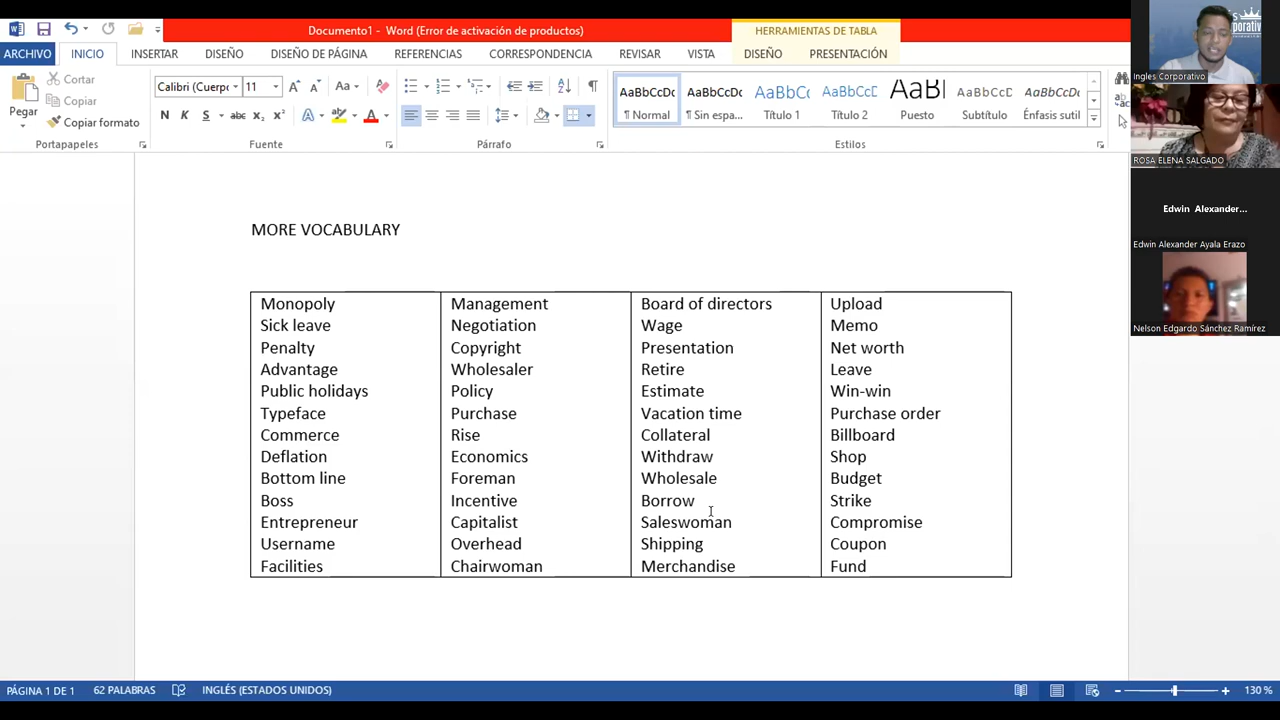 Documento1 - Word (Error de activación de productos)
HERRAMIENTAS DE TABLA
ARCHIVO INICIO INSERTAR DISEÑO DISEÑO DE PÁGINA REFERENCIAS CORRESPONDENCIA REVISAR VISTA DISEÑO PRESENTACIÓN
Cortar
Copiar
Copiar formato
Pegar
Calibri (Cuerpo 11
N K S abc x₂ x²
AaBbCcDc AaBbCcDc AaBbCc AaBbCcD AaBl AaBbCcD AaBbCcDc
¶ Normal ¶ Sin espa... Título 1 Título 2 Puesto Subtítulo Énfasis sutil
Portapapeles Fuente Párrafo Estilos
MORE VOCABULARY
Monopoly Management Board of directors Upload
Sick leave Negotiation Wage Memo
Penalty Copyright Presentation Net worth
Advantage Wholesaler Retire Leave
Public holidays Policy Estimate Win-win
Typeface Purchase Vacation time Purchase order
Commerce Rise Collateral Billboard
Deflation Economics Withdraw Shop
Bottom line Foreman Wholesale Budget
Boss Incentive Borrow Strike
Entrepreneur Capitalist Saleswoman Compromise
Username Overhead Shipping Coupon
Facilities Chairwoman Merchandise Fund
PÁGINA 1 DE 1 62 PALABRAS INGLÉS (ESTADOS UNIDOS) 130 %
Ingles Corporativo
ROSA ELENA SALGADO
Edwin Alexander...
Edwin Alexander Ayala Erazo
Nelson Edgardo Sánchez Ramírez